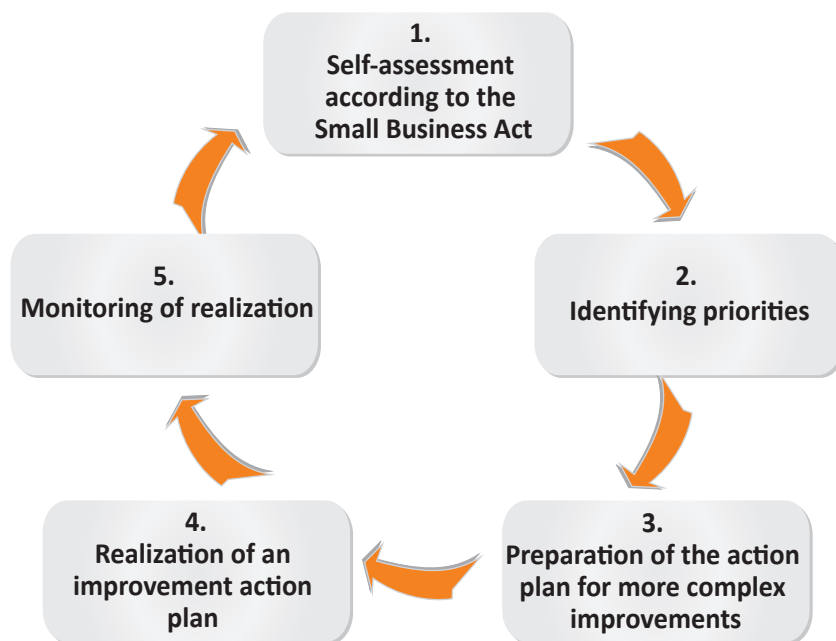 1.
Self-assessment
according to the
Small Business Act
2.
Identifying priorities
3.
Preparation of the action
plan for more complex
improvements
4.
Realization of an
improvement action
plan
5.
Monitoring of realization